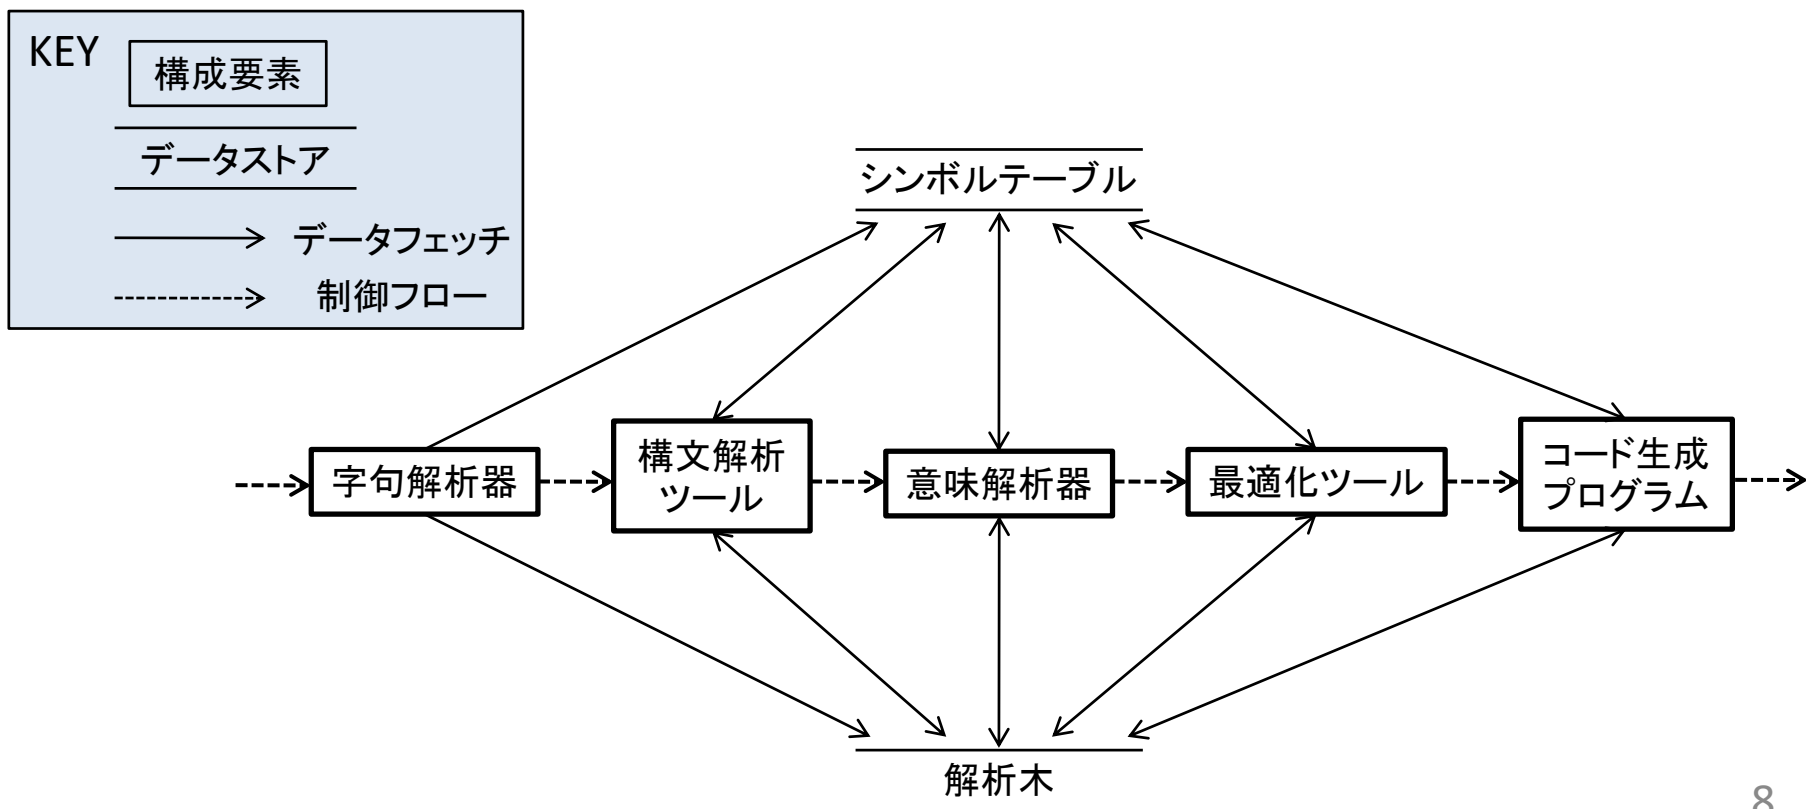 KEY
構成要素
データストア
データフェッチ
制御フロー
シンボルテーブル
字句解析器
構文解析
ツール
意味解析器
最適化ツール
コード生成
プログラム
解析木
8